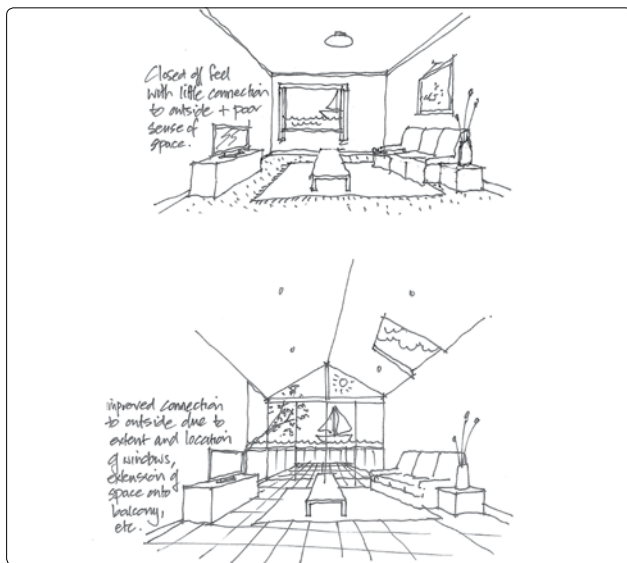 Closed off feel
with little connection
to outside + poor
sense of
space.
improved connection
to outside due to
extent and location
of windows,
extension of
space onto
balcony,
etc.